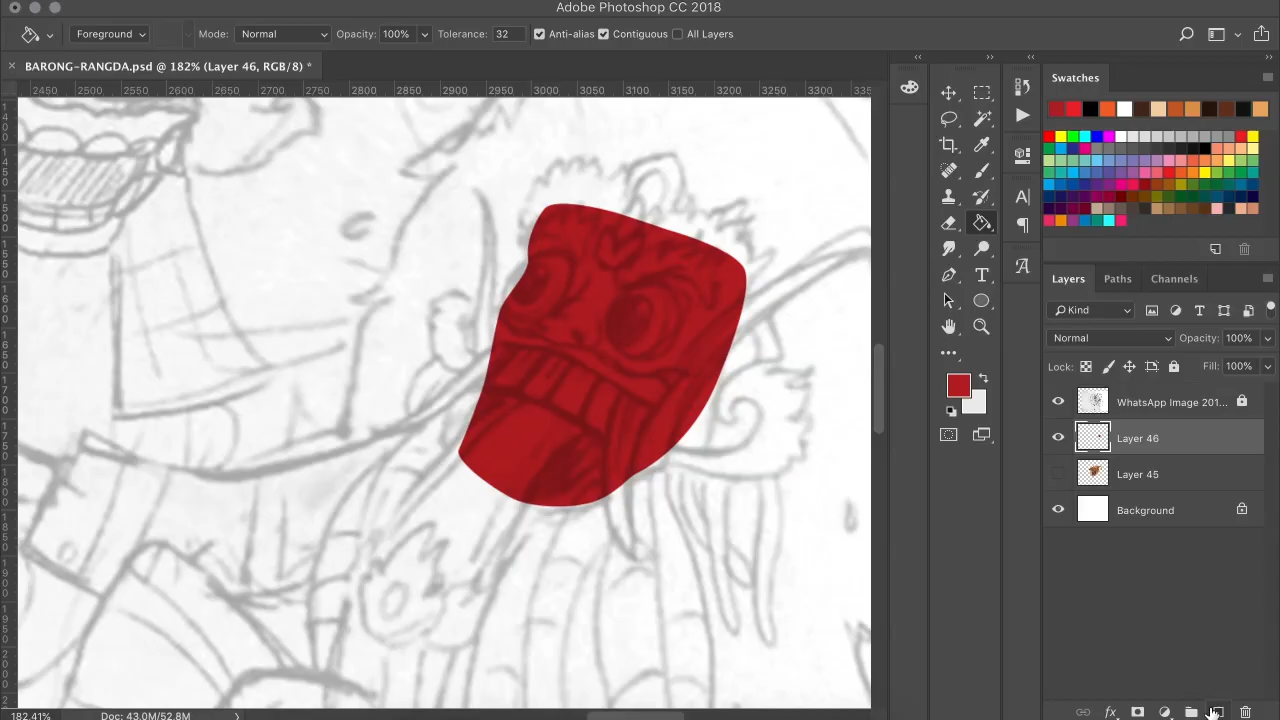 Adobe Photoshop CC 2018
Foreground
Mode: Normal
Opacity: 100%
Tolerance: 32
Anti-alias
Contiguous
All Layers
× BARONG-RANGDA.psd @ 182% (Layer 46, RGB/8) *
2450 2500 2550 2600 2650 2700 2750 2800 2850 2900 2950 3000 3050 3100 3150 3200 3250 3300 335
Swatches
Layers Paths Channels
Kind
Normal
Opacity: 100%
Lock:
Fill: 100%
WhatsApp Image 201...
Layer 46
Layer 45
Background
182.41%
Doc: 43.0M/52.8M